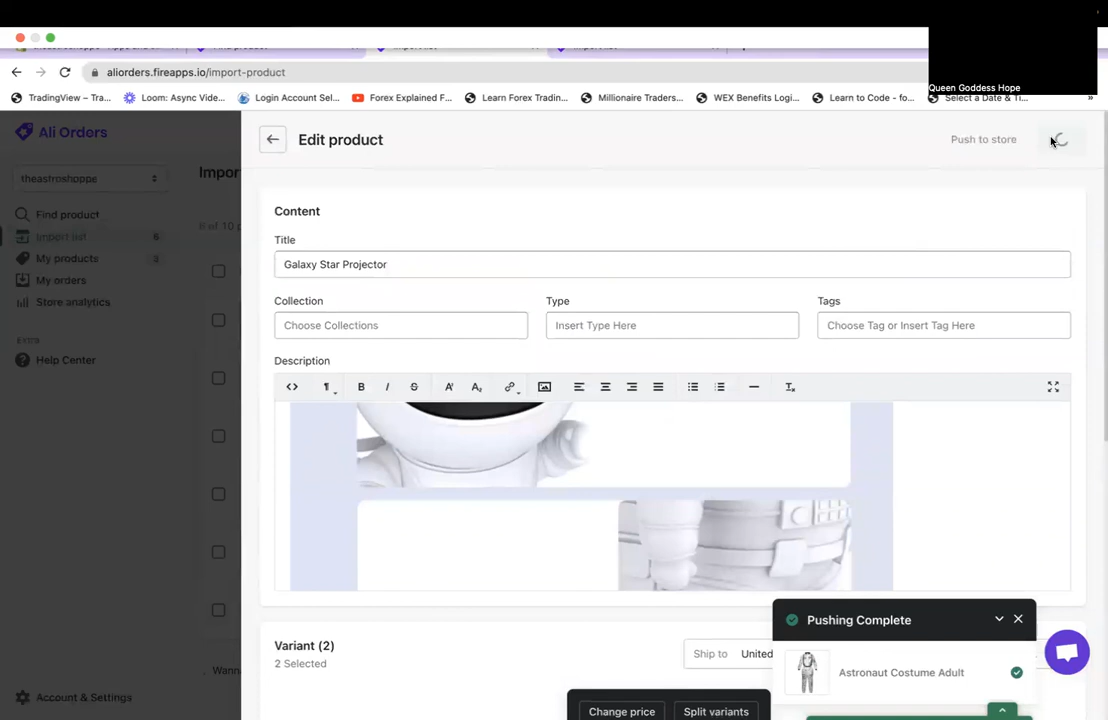 Queen Goddess Hope
aliorders.fireapps.io/import-product
TradingView – Tra...
Loom: Async Vide...
Login Account Sel...
Forex Explained F...
Learn Forex Tradin...
Millionaire Traders...
WEX Benefits Logi...
Learn to Code - fo...
Select a Date & Ti...
»
Ali Orders
Edit product
Push to store
theastroshoppe
Impor
Find product
Import list 6
My products 3
My orders
Store analytics
EXTRA
Help Center
Account & Settings
6 of 10 p
Content
Title
Galaxy Star Projector
Collection
Type
Tags
Choose Collections
Insert Type Here
Choose Tag or Insert Tag Here
Description
Variant (2)
2 Selected
Ship to United
Pushing Complete
Astronaut Costume Adult
Wanna
Change price
Split variants